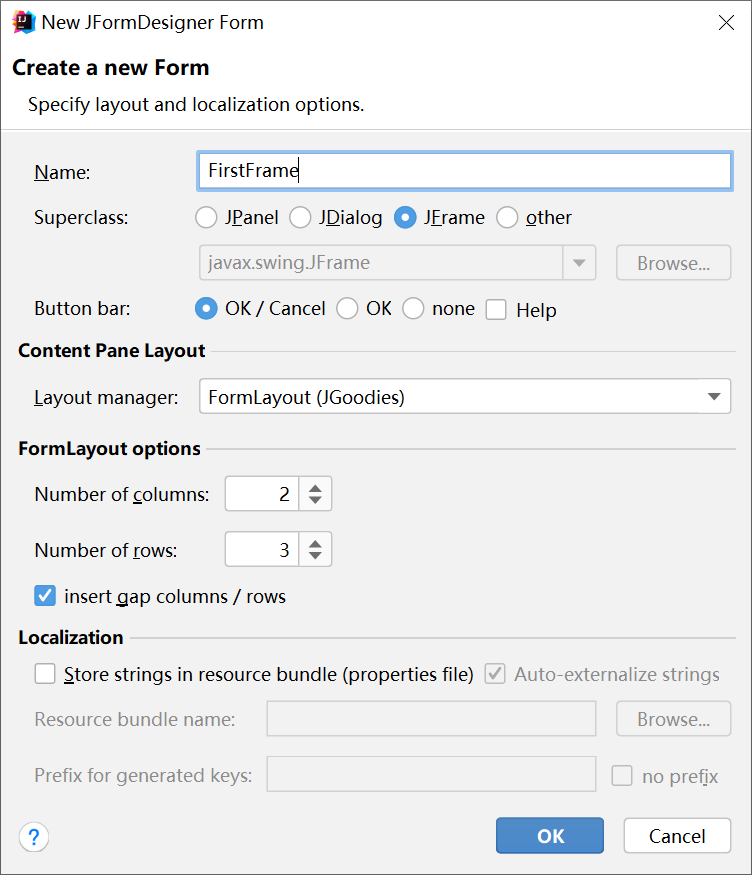 New JFormDesigner Form
Create a new Form
Specify layout and localization options.
Name: FirstFrame
Superclass: JPanel JDialog JFrame other
javax.swing.JFrame Browse...
Button bar: OK / Cancel OK none Help
Content Pane Layout
Layout manager: FormLayout (JGoodies)
FormLayout options
Number of columns: 2
Number of rows: 3
insert gap columns / rows
Localization
Store strings in resource bundle (properties file) Auto-externalize strings
Resource bundle name: Browse...
Prefix for generated keys: no prefix
? OK Cancel